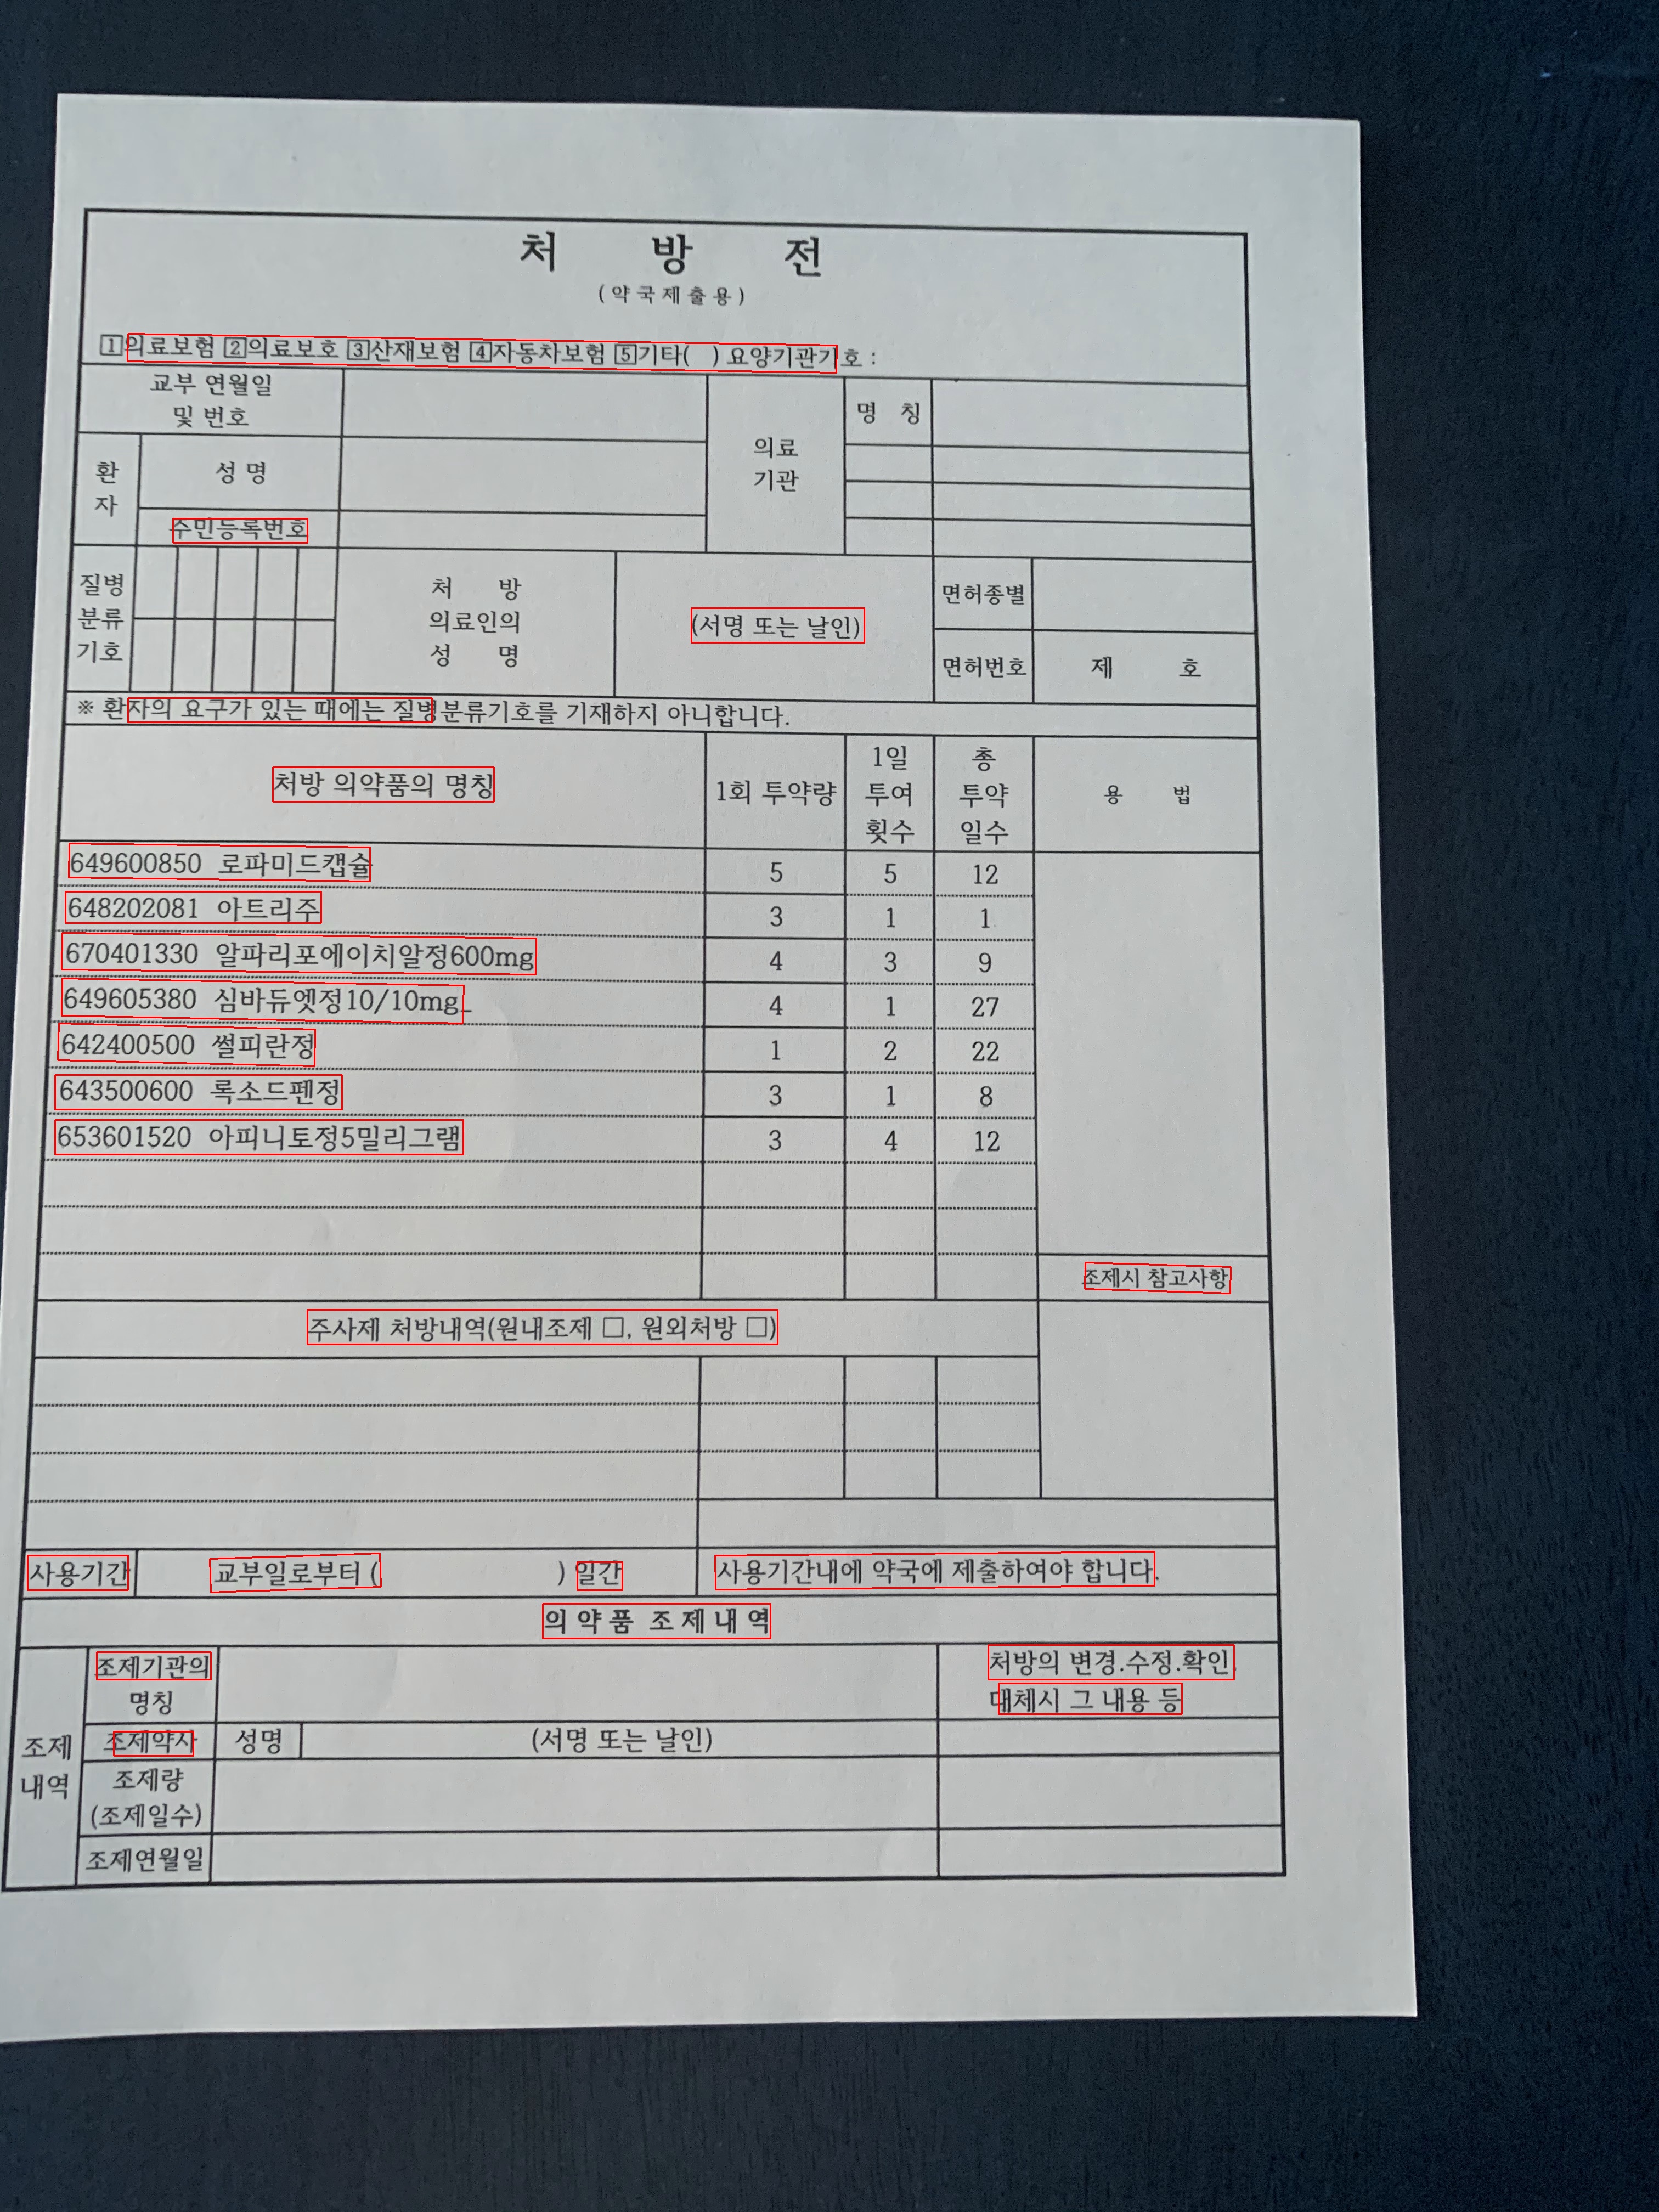 처 방 전
(약국제출용)
1의료보험 2의료보호 3산재보험 4자동차보험 5기타( ) 요양기관기호 :
교부 연월일
및 번호
의료
기관
명 칭
환
자
성 명
주민등록번호
질병
분류
기호
처 방
의료인의
성 명
(서명 또는 날인)
면허종별
면허번호 제 호
※ 환자의 요구가 있는 때에는 질병분류기호를 기재하지 아니합니다.
처방 의약품의 명칭
1회 투약량
1일
투여
횟수
총
투약
일수
용 법
649600850 로파미드캡슐 5 5 12
648202081 아트리주 3 1 1
670401330 알파리포에이치알정600mg 4 3 9
649605380 심바듀엣정10/10mg_ 4 1 27
642400500 썰피란정 1 2 22
643500600 록소드펜정 3 1 8
653601520 아피니토정5밀리그램 3 4 12
조제시 참고사항
주사제 처방내역(원내조제 □, 원외처방 □)
사용기간 교부일로부터 ( ) 일간 사용기간내에 약국에 제출하여야 합니다.
의 약 품 조 제 내 역
조제
내역
조제기관의
명칭
처방의 변경.수정.확인.
대체시 그 내용 등
조제약사 성명 (서명 또는 날인)
조제량
(조제일수)
조제연월일